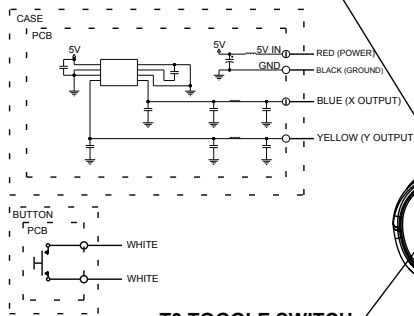 CASE
PCB
5V
5V
5V IN
RED (POWER)
GND
BLACK (GROUND)
BLUE (X OUTPUT)
YELLOW (Y OUTPUT
BUTTON
PCB
WHITE
WHITE